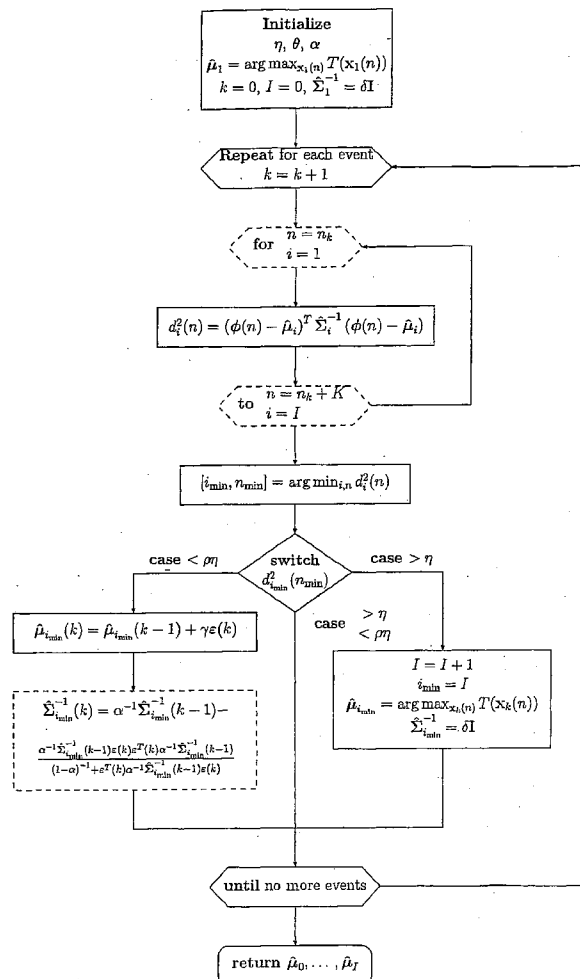 Initialize
η, θ, α
μ̂₁ = arg max_{x₁(n)} T(x₁(n))
k = 0, I = 0, Σ̂₁⁻¹ = δI
Repeat for each event
k = k + 1
for n = n_k
i = 1
d_i²(n) = (ϕ(n) − μ̂_i)^T Σ̂_i⁻¹ (ϕ(n) − μ̂_i)
to n = n_k + K
i = I
[i_min, n_min] = arg min_{i,n} d_i²(n)
case < ρη
switch
d²_{i_min}(n_min)
case > η
case > η
< ρη
μ̂_{i_min}(k) = μ̂_{i_min}(k − 1) + γε(k)
I = I + 1
i_min = I
μ̂_{i_min} = arg max_{x_k(n)} T(x_k(n))
Σ̂⁻¹_{i_min} = δI
Σ̂⁻¹_{i_min}(k) = α⁻¹Σ̂⁻¹_{i_min}(k − 1)−
α⁻¹Σ̂⁻¹_{i_min}(k−1)ε(k)ε^T(k)α⁻¹Σ̂⁻¹_{i_min}(k−1)
(1−α)⁻¹+ε^T(k)α⁻¹Σ̂⁻¹_{i_min}(k−1)ε(k)
until no more events
return μ̂₀, . . . , μ̂_I